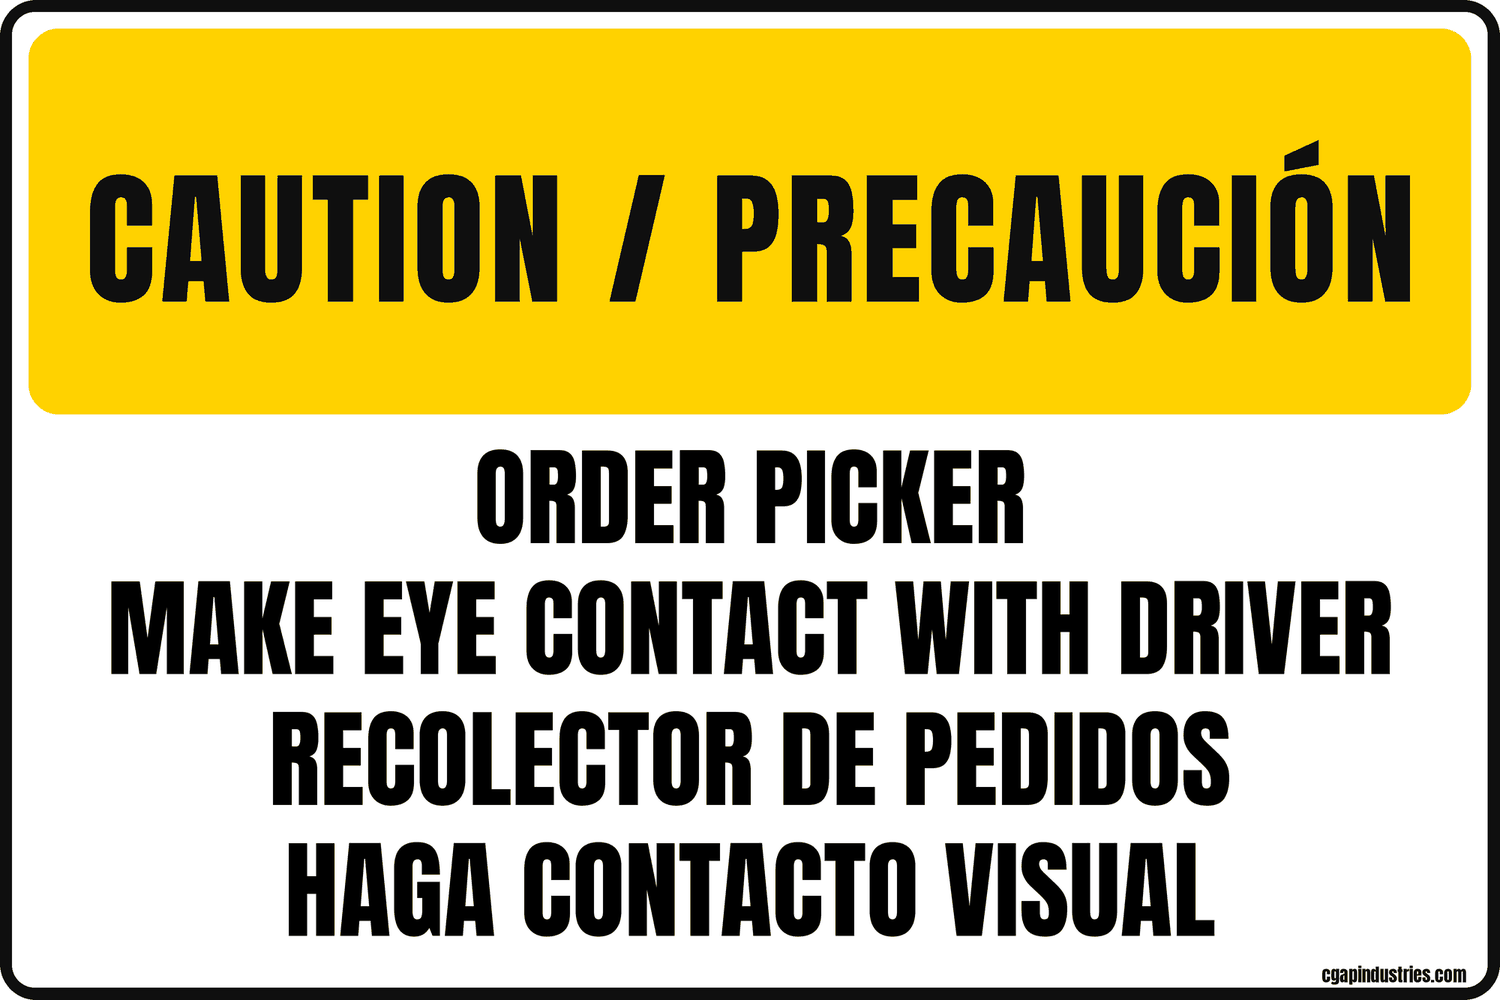 CAUTION / PRECAUCIÓN
ORDER PICKER
MAKE EYE CONTACT WITH DRIVER
RECOLECTOR DE PEDIDOS
HAGA CONTACTO VISUAL
cgapindustries.com